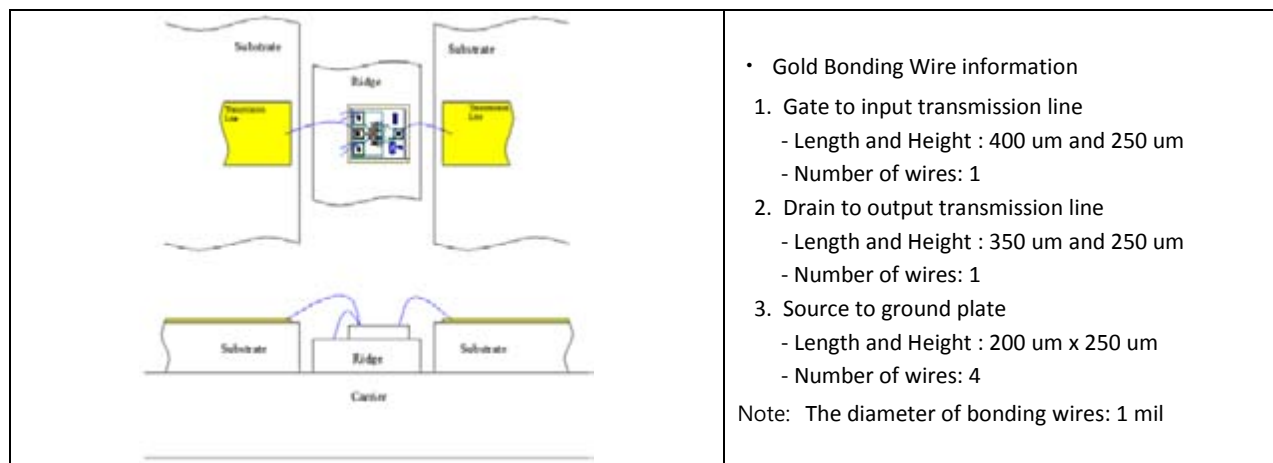 Substrate
Substrate
Ridge
Transmission
Line
Transmission
Line
Substrate
Ridge
Substrate
Carrier
· Gold Bonding Wire information
1. Gate to input transmission line
- Length and Height : 400 um and 250 um
- Number of wires: 1
2. Drain to output transmission line
- Length and Height : 350 um and 250 um
- Number of wires: 1
3. Source to ground plate
- Length and Height : 200 um x 250 um
- Number of wires: 4
Note: The diameter of bonding wires: 1 mil